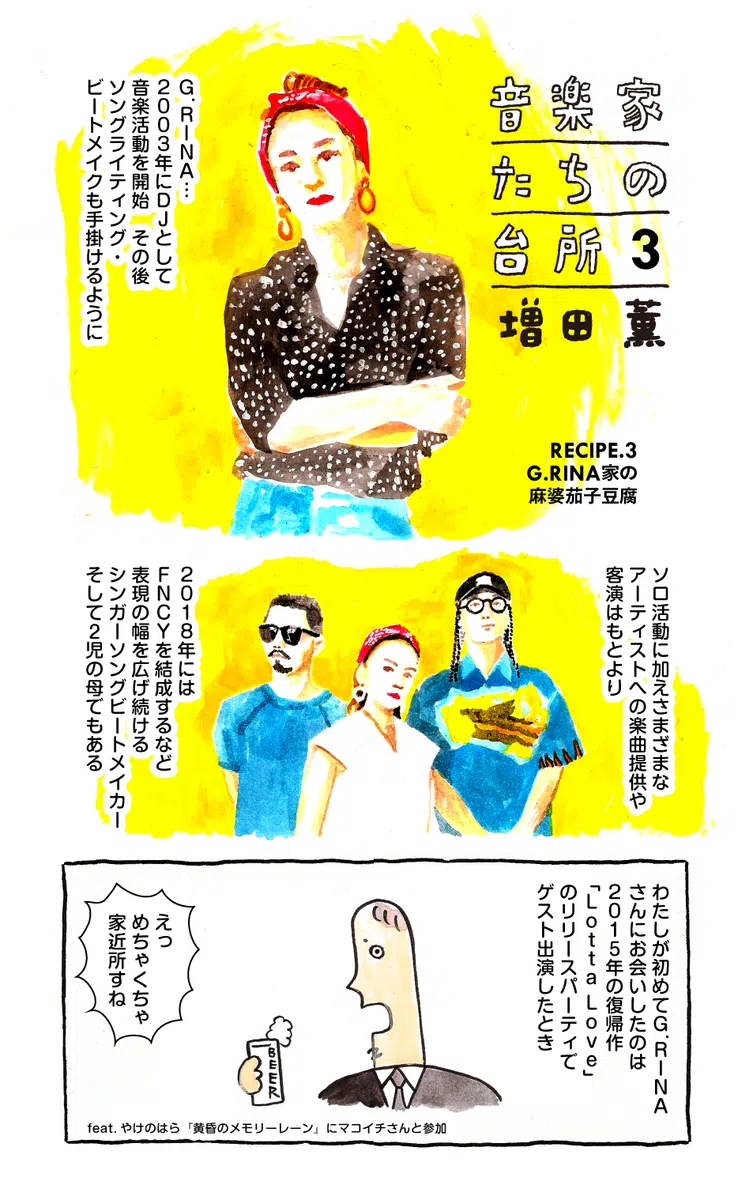 音楽家
たちの
台所3
増田薫
RECIPE.3
G.RINA家の
麻婆茄子豆腐
G.RINA…
2003年にDJとして
音楽活動を開始 その後
ソングライティング・
ビートメイクも手掛けるように
ソロ活動に加えさまざまな
アーティストへの楽曲提供や
客演はもとより
2018年には
FNCYを結成するなど
表現の幅を広げ続ける
シンガーソングビートメイカー
そして2児の母でもある
わたしが初めてG.RINA
さんにお会いしたのは
2015年の復帰作
「Lotta Love」
のリリースパーティで
ゲスト出演したとき
BEER
えっ
めちゃくちゃ
家近所すね
feat. やけのはら『黄昏のメモリーレーン』にマコイチさんと参加